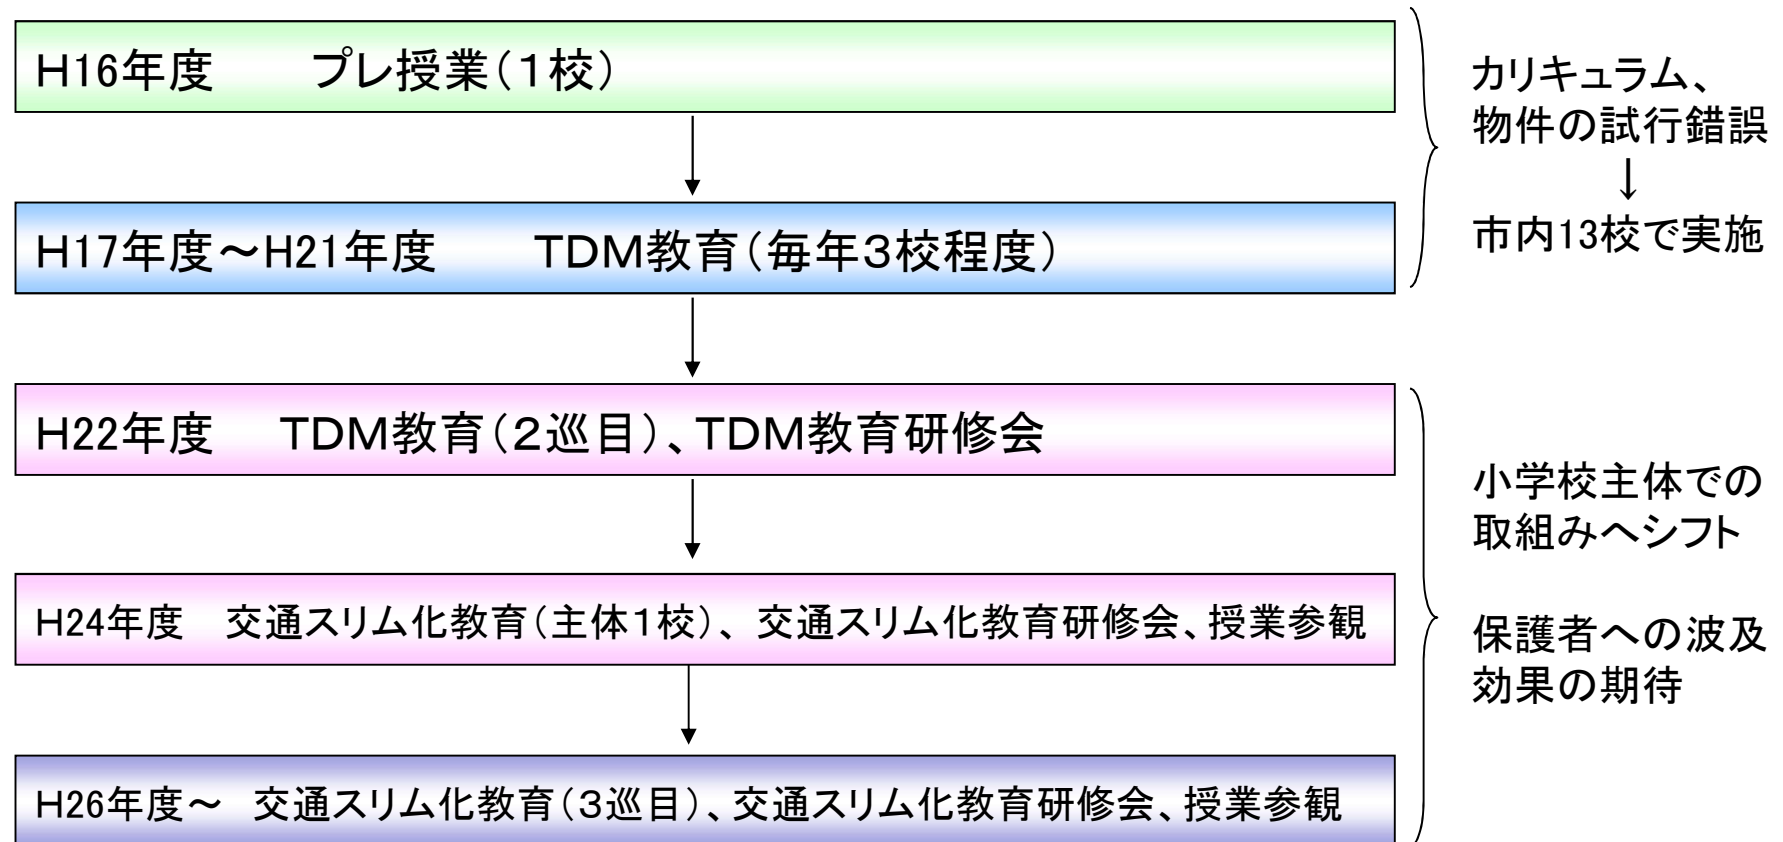 H16年度　　プレ授業（１校）
カリキュラム、
物件の試行錯誤
↓
市内13校で実施
H17年度～H21年度　　ＴＤＭ教育（毎年３校程度）
H22年度　ＴＤＭ教育（２巡目）、ＴＤＭ教育研修会
H24年度　交通スリム化教育（主体１校）、交通スリム化教育研修会、授業参観
H26年度～　交通スリム化教育（３巡目）、交通スリム化教育研修会、授業参観
小学校主体での
取組みへシフト
保護者への波及
効果の期待